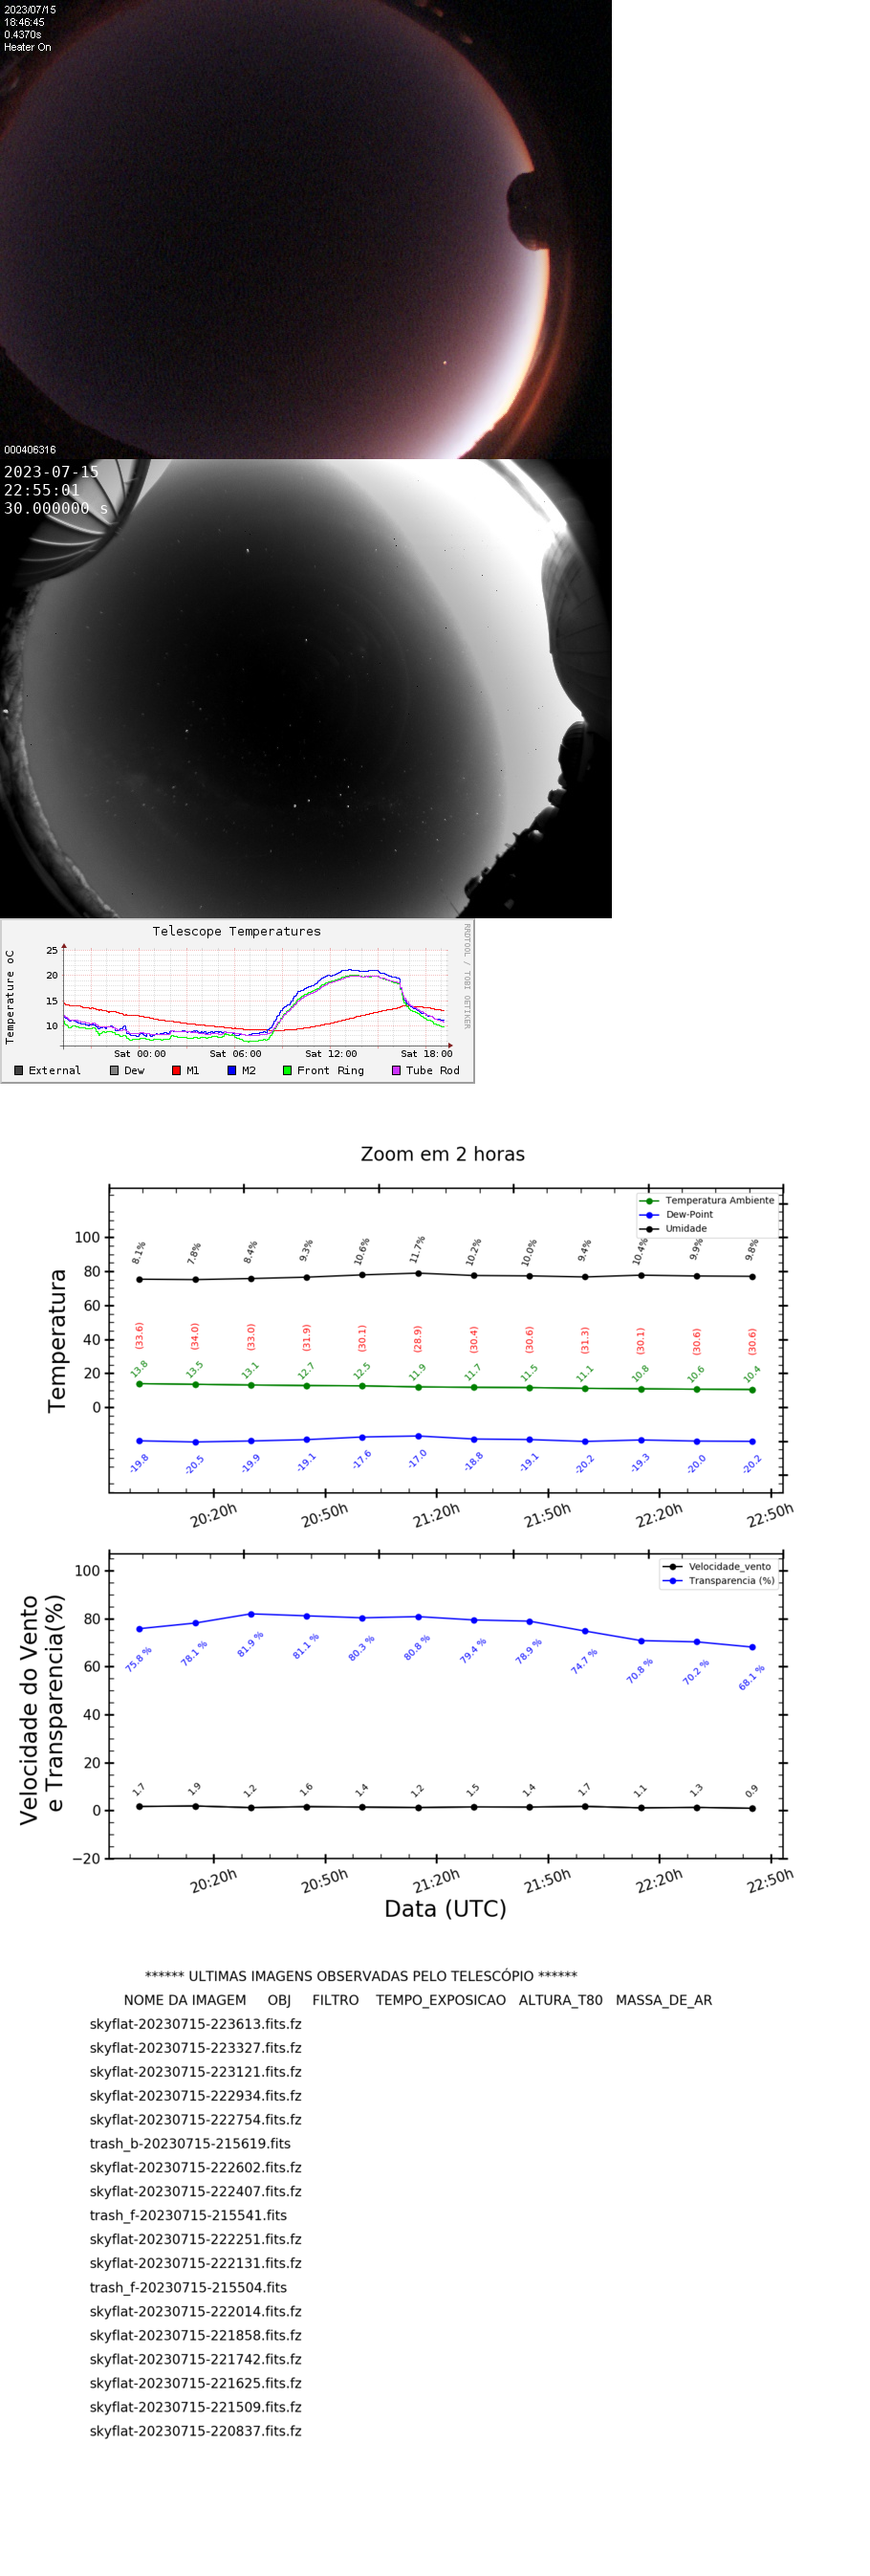 2023/07/15
18:46:45
0.4370s
Heater On
000406316
2023-07-15
22:55:01
30.000000 s
Telescope Temperatures
RRDTOOL / TOBI OETIKER
Temperature oC
25
20
15
10
Sat 00:00 Sat 06:00 Sat 12:00 Sat 18:00
External Dew M1 M2 Front Ring Tube Rod
Zoom em 2 horas
Temperatura Ambiente
Dew-Point
Umidade
Temperatura
100
80
60
40
20
0
8.1% 7.8% 8.4% 9.3% 10.6% 11.7% 10.2% 10.0% 9.4% 10.4% 9.9% 9.8%
(33.6) (34.0) (33.0) (31.9) (30.1) (28.9) (30.4) (30.6) (31.3) (30.1) (30.6) (30.6)
13.8 13.5 13.1 12.7 12.5 11.9 11.7 11.5 11.1 10.8 10.6 10.4
-19.8 -20.5 -19.9 -19.1 -17.6 -17.0 -18.8 -19.1 -20.2 -19.3 -20.0 -20.2
20:20h 20:50h 21:20h 21:50h 22:20h 22:50h
Velocidade_vento
Transparencia (%)
Velocidade do Vento
e Transparencia(%)
100
80
60
40
20
0
−20
75.8 % 78.1 % 81.9 % 81.1 % 80.3 % 80.8 % 79.4 % 78.9 % 74.7 % 70.8 % 70.2 % 68.1 %
1.7 1.9 1.2 1.6 1.4 1.2 1.5 1.4 1.7 1.1 1.3 0.9
20:20h 20:50h 21:20h 21:50h 22:20h 22:50h
Data (UTC)
****** ULTIMAS IMAGENS OBSERVADAS PELO TELESCÓPIO ******
NOME DA IMAGEM OBJ FILTRO TEMPO_EXPOSICAO ALTURA_T80 MASSA_DE_AR
skyflat-20230715-223613.fits.fz
skyflat-20230715-223327.fits.fz
skyflat-20230715-223121.fits.fz
skyflat-20230715-222934.fits.fz
skyflat-20230715-222754.fits.fz
trash_b-20230715-215619.fits
skyflat-20230715-222602.fits.fz
skyflat-20230715-222407.fits.fz
trash_f-20230715-215541.fits
skyflat-20230715-222251.fits.fz
skyflat-20230715-222131.fits.fz
trash_f-20230715-215504.fits
skyflat-20230715-222014.fits.fz
skyflat-20230715-221858.fits.fz
skyflat-20230715-221742.fits.fz
skyflat-20230715-221625.fits.fz
skyflat-20230715-221509.fits.fz
skyflat-20230715-220837.fits.fz